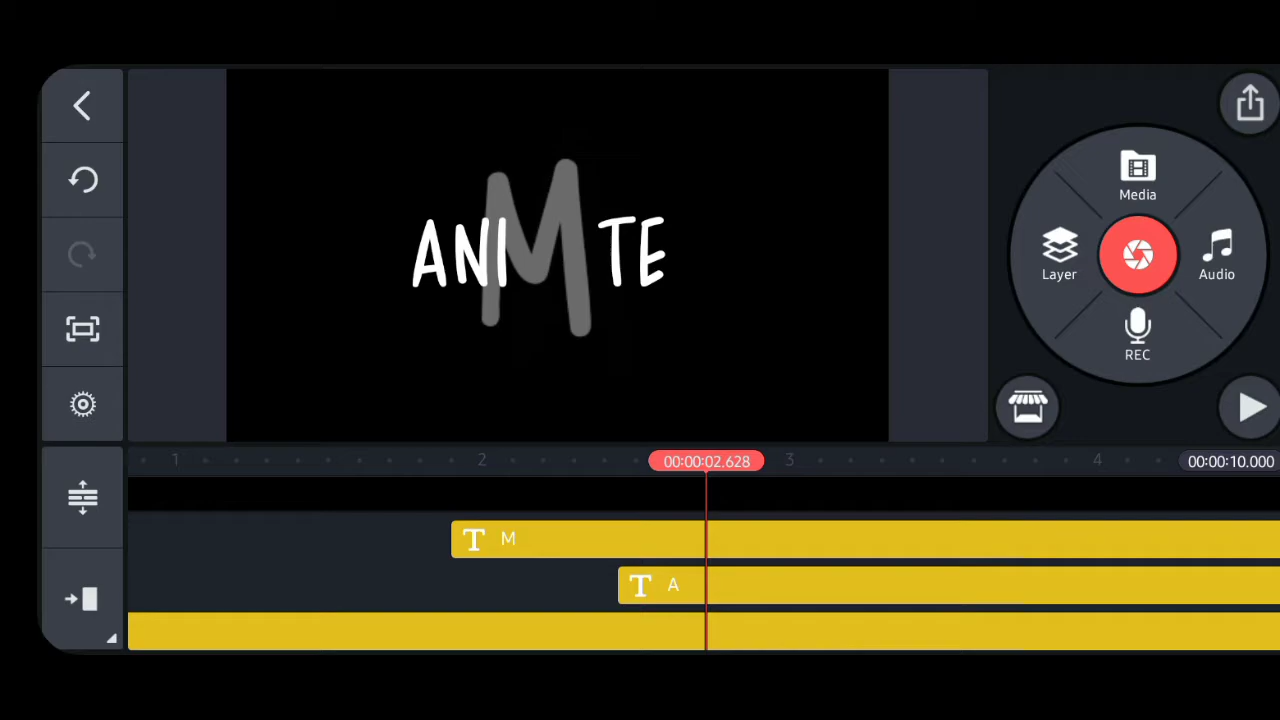 Media
ANIMTE
Layer
Audio
REC
1 2 00:00:02.628 3 4 00:00:10.000
T M
T A